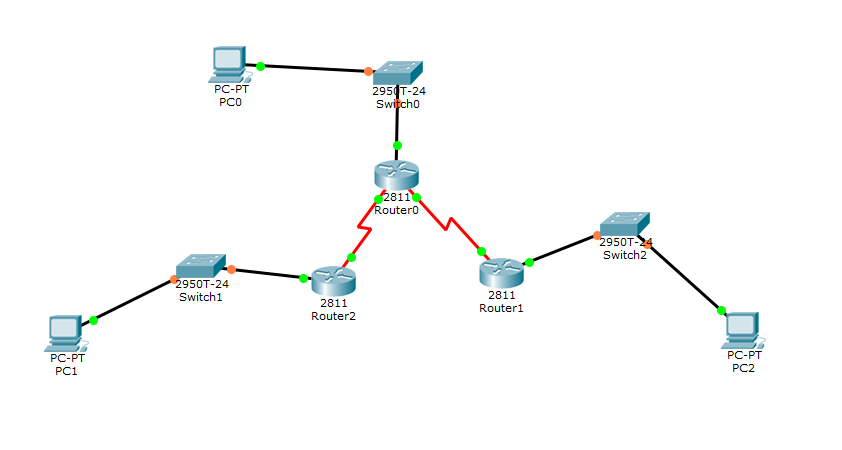 PC-PT
PC0
2950T-24
Switch0
2811
Router0
2950T-24
Switch2
2950T-24
Switch1
2811
Router2
2811
Router1
PC-PT
PC1
PC-PT
PC2